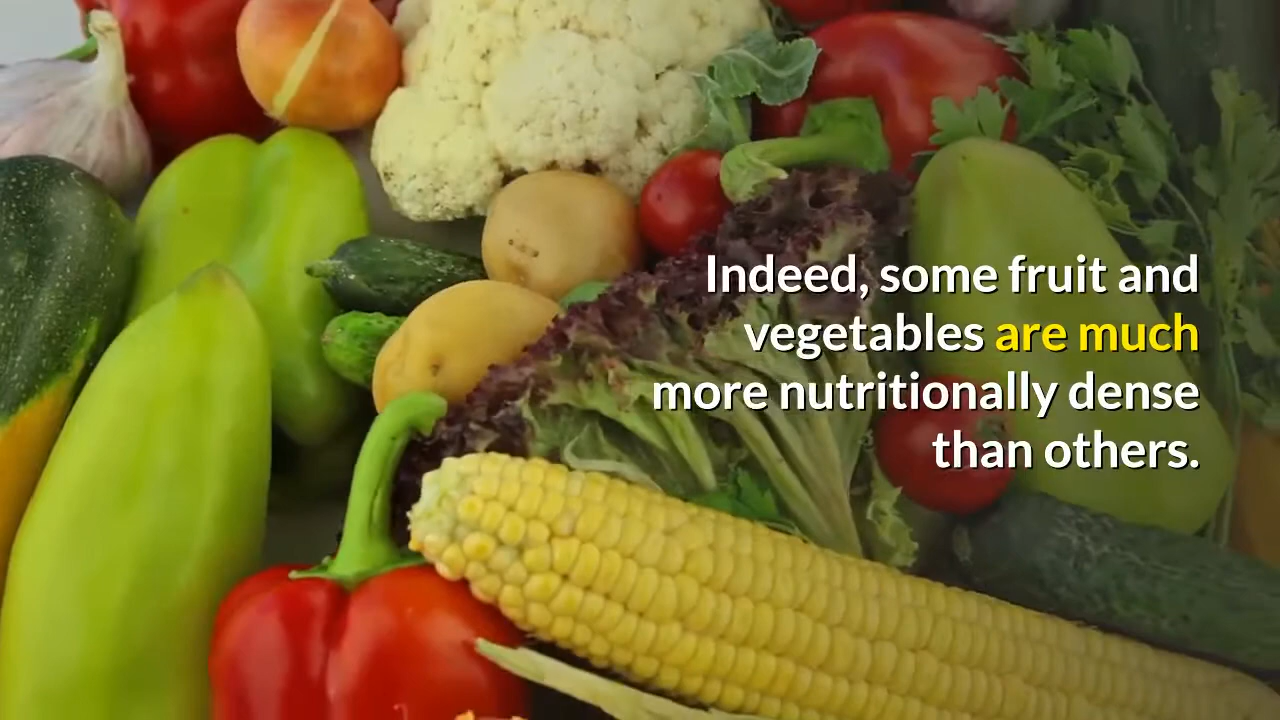 Indeed, some fruit and
vegetables are much
more nutritionally dense
than others.